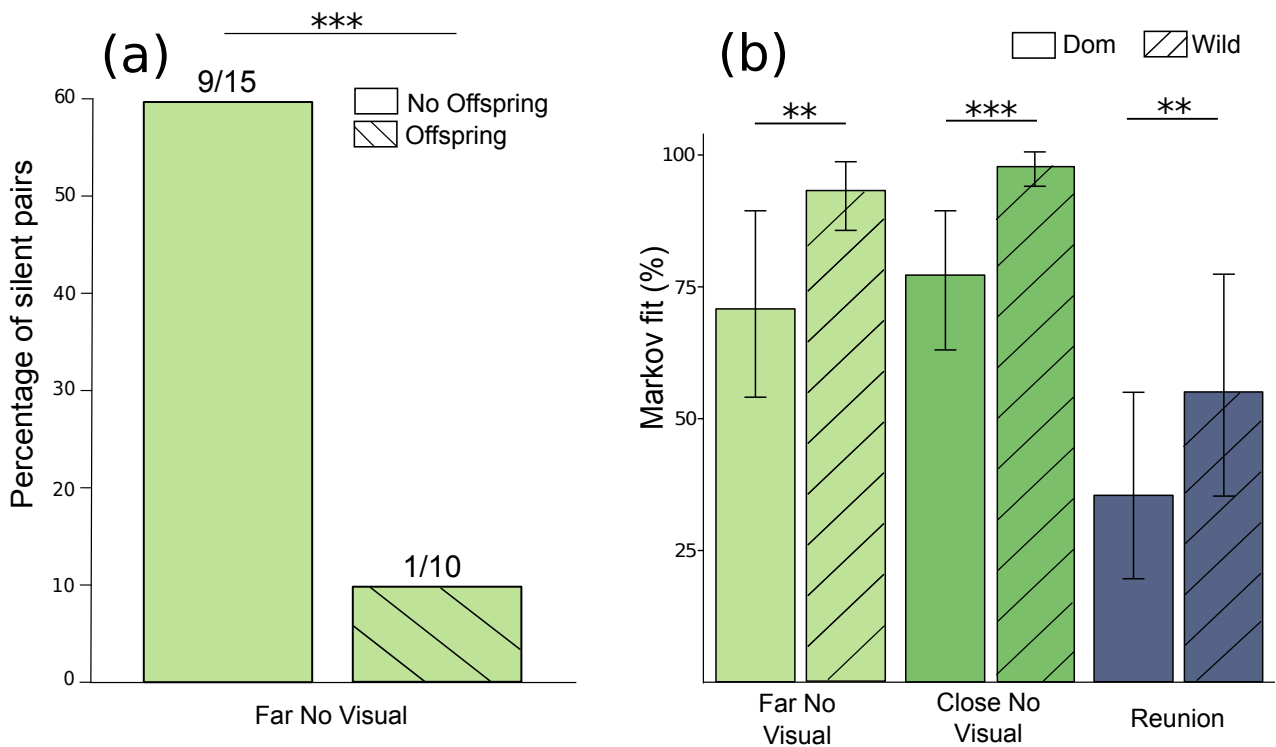 (a)
***
9/15
1/10
No Offspring
Offspring
Percentage of silent pairs
60
50
40
30
20
10
0
Far No Visual
(b)
Dom
Wild
**
***
**
Markov fit (%)
100
75
50
25
Far No
Visual
Close No
Visual
Reunion